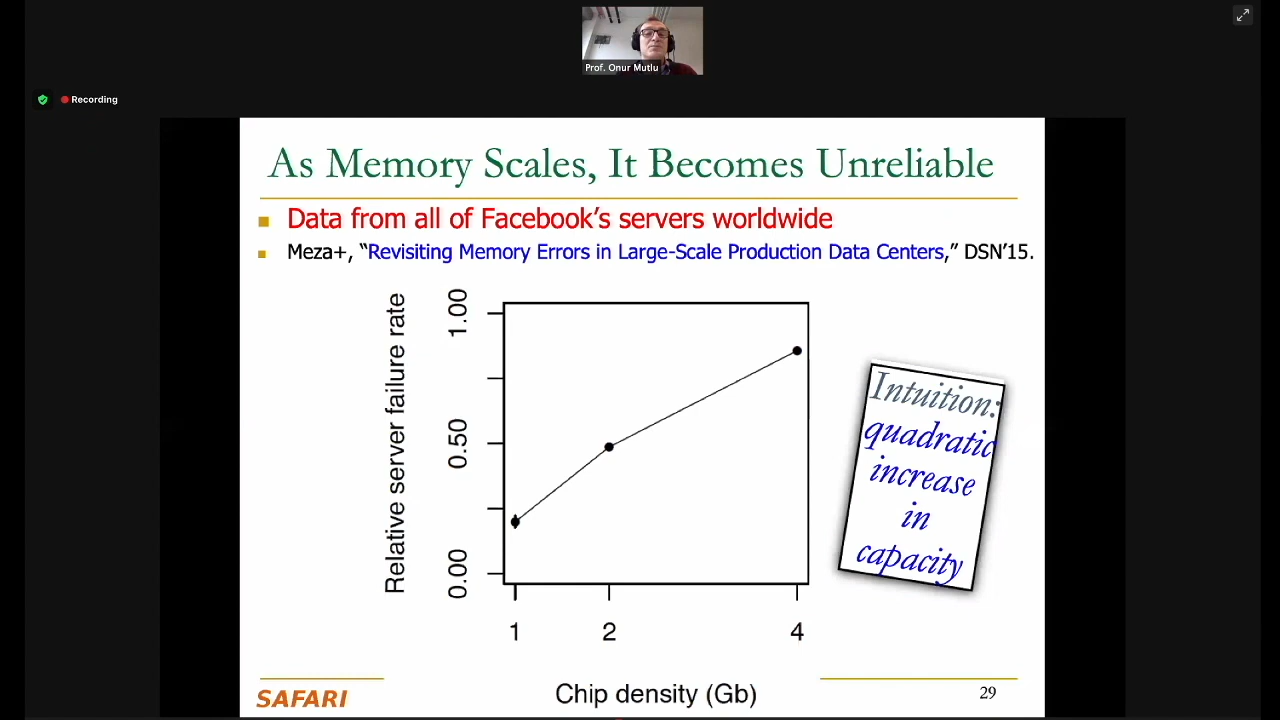 Prof. Onur Mutlu
Recording
As Memory Scales, It Becomes Unreliable
Data from all of Facebook's servers worldwide
Meza+, “Revisiting Memory Errors in Large-Scale Production Data Centers,” DSN’15.
Relative server failure rate
1.00
0.50
0.00
1 2 4
Chip density (Gb)
Intuition:
quadratic
increase
in
capacity
SAFARI
29